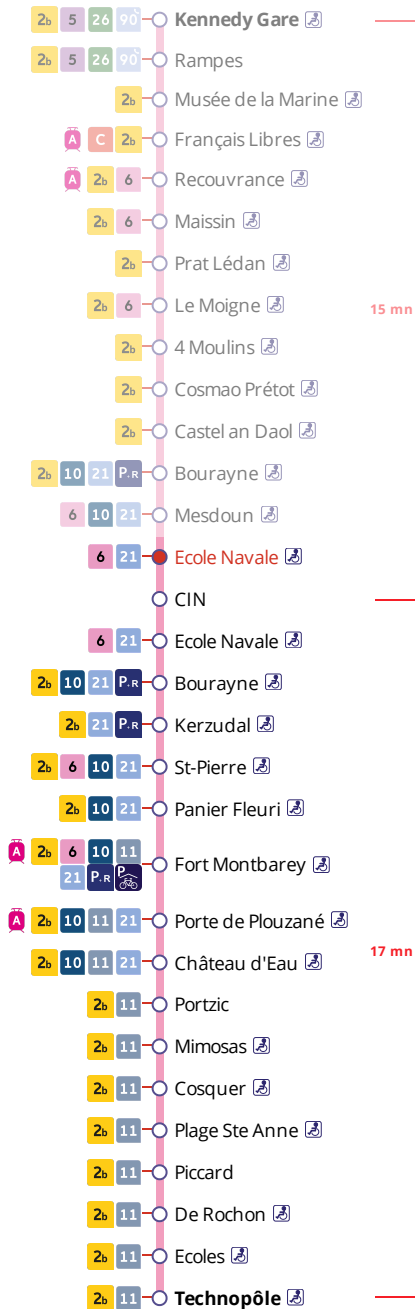 2b 5 26 90 Kennedy Gare
2b 5 26 90 Rampes
2b Musée de la Marine
A C 2b Français Libres
A 2b 6 Recouvrance
2b 6 Maissin
2b Prat Lédan
2b 6 Le Moigne
15 mn
2b 4 Moulins
2b Cosmao Prétot
2b Castel an Daol
2b 10 21 P+R Bourayne
6 10 21 Mesdoun
6 21 Ecole Navale
CIN
6 21 Ecole Navale
2b 10 21 P+R Bourayne
2b 21 P+R Kerzudal
2b 6 10 21 St-Pierre
2b 10 21 Panier Fleuri
A 2b 6 10 11
21 P+R P Fort Montbarey
A 2b 10 11 21 Porte de Plouzané
17 mn
2b 10 11 21 Château d'Eau
2b 11 Portzic
2b 11 Mimosas
2b 11 Cosquer
2b 11 Plage Ste Anne
2b 11 Piccard
2b 11 De Rochon
2b 11 Ecoles
2b 11 Technopôle